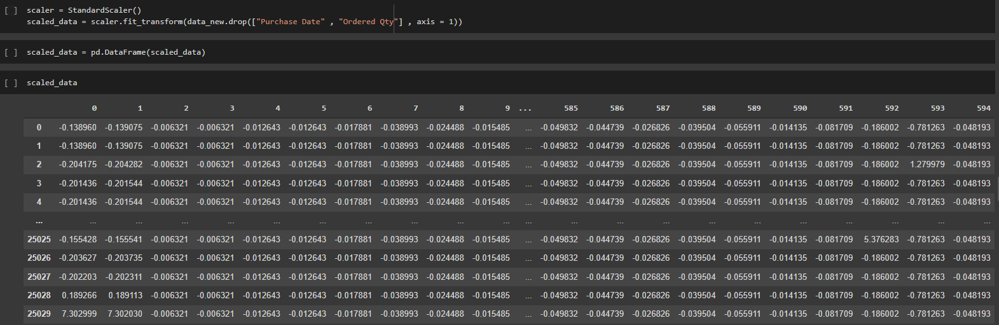 [ ] scaler = StandardScaler()
scaled_data = scaler.fit_transform(data_new.drop(["Purchase Date" , "Ordered Qty"] , axis = 1))
[ ] scaled_data = pd.DataFrame(scaled_data)
[ ] scaled_data
0 1 2 3 4 5 6 7 8 9 ... 585 586 587 588 589 590 591 592 593 594
0 -0.138960 -0.139075 -0.006321 -0.006321 -0.012643 -0.012643 -0.017881 -0.038993 -0.024488 -0.015485 ... -0.049832 -0.044739 -0.026826 -0.039504 -0.055911 -0.014135 -0.081709 -0.186002 -0.781263 -0.048193
1 -0.138960 -0.139075 -0.006321 -0.006321 -0.012643 -0.012643 -0.017881 -0.038993 -0.024488 -0.015485 ... -0.049832 -0.044739 -0.026826 -0.039504 -0.055911 -0.014135 -0.081709 -0.186002 -0.781263 -0.048193
2 -0.204175 -0.204282 -0.006321 -0.006321 -0.012643 -0.012643 -0.017881 -0.038993 -0.024488 -0.015485 ... -0.049832 -0.044739 -0.026826 -0.039504 -0.055911 -0.014135 -0.081709 -0.186002 1.279979 -0.048193
3 -0.201436 -0.201544 -0.006321 -0.006321 -0.012643 -0.012643 -0.017881 -0.038993 -0.024488 -0.015485 ... -0.049832 -0.044739 -0.026826 -0.039504 -0.055911 -0.014135 -0.081709 -0.186002 -0.781263 -0.048193
4 -0.201436 -0.201544 -0.006321 -0.006321 -0.012643 -0.012643 -0.017881 -0.038993 -0.024488 -0.015485 ... -0.049832 -0.044739 -0.026826 -0.039504 -0.055911 -0.014135 -0.081709 -0.186002 -0.781263 -0.048193
... ... ... ... ... ... ... ... ... ... ... ... ... ... ... ... ... ... ... ... ... ...
25025 -0.155428 -0.155541 -0.006321 -0.006321 -0.012643 -0.012643 -0.017881 -0.038993 -0.024488 -0.015485 ... -0.049832 -0.044739 -0.026826 -0.039504 -0.055911 -0.014135 -0.081709 5.376283 -0.781263 -0.048193
25026 -0.203627 -0.203735 -0.006321 -0.006321 -0.012643 -0.012643 -0.017881 -0.038993 -0.024488 -0.015485 ... -0.049832 -0.044739 -0.026826 -0.039504 -0.055911 -0.014135 -0.081709 -0.186002 -0.781263 -0.048193
25027 -0.202203 -0.202311 -0.006321 -0.006321 -0.012643 -0.012643 -0.017881 -0.038993 -0.024488 -0.015485 ... -0.049832 -0.044739 -0.026826 -0.039504 -0.055911 -0.014135 -0.081709 -0.186002 -0.781263 -0.048193
25028 0.189266 0.189113 -0.006321 -0.006321 -0.012643 -0.012643 -0.017881 -0.038993 -0.024488 -0.015485 ... -0.049832 -0.044739 -0.026826 -0.039504 -0.055911 -0.014135 -0.081709 -0.186002 -0.781263 -0.048193
25029 7.302999 7.302030 -0.006321 -0.006321 -0.012643 -0.012643 -0.017881 -0.038993 -0.024488 -0.015485 ... -0.049832 -0.044739 -0.026826 -0.039504 -0.055911 -0.014135 -0.081709 -0.186002 -0.781263 -0.048193